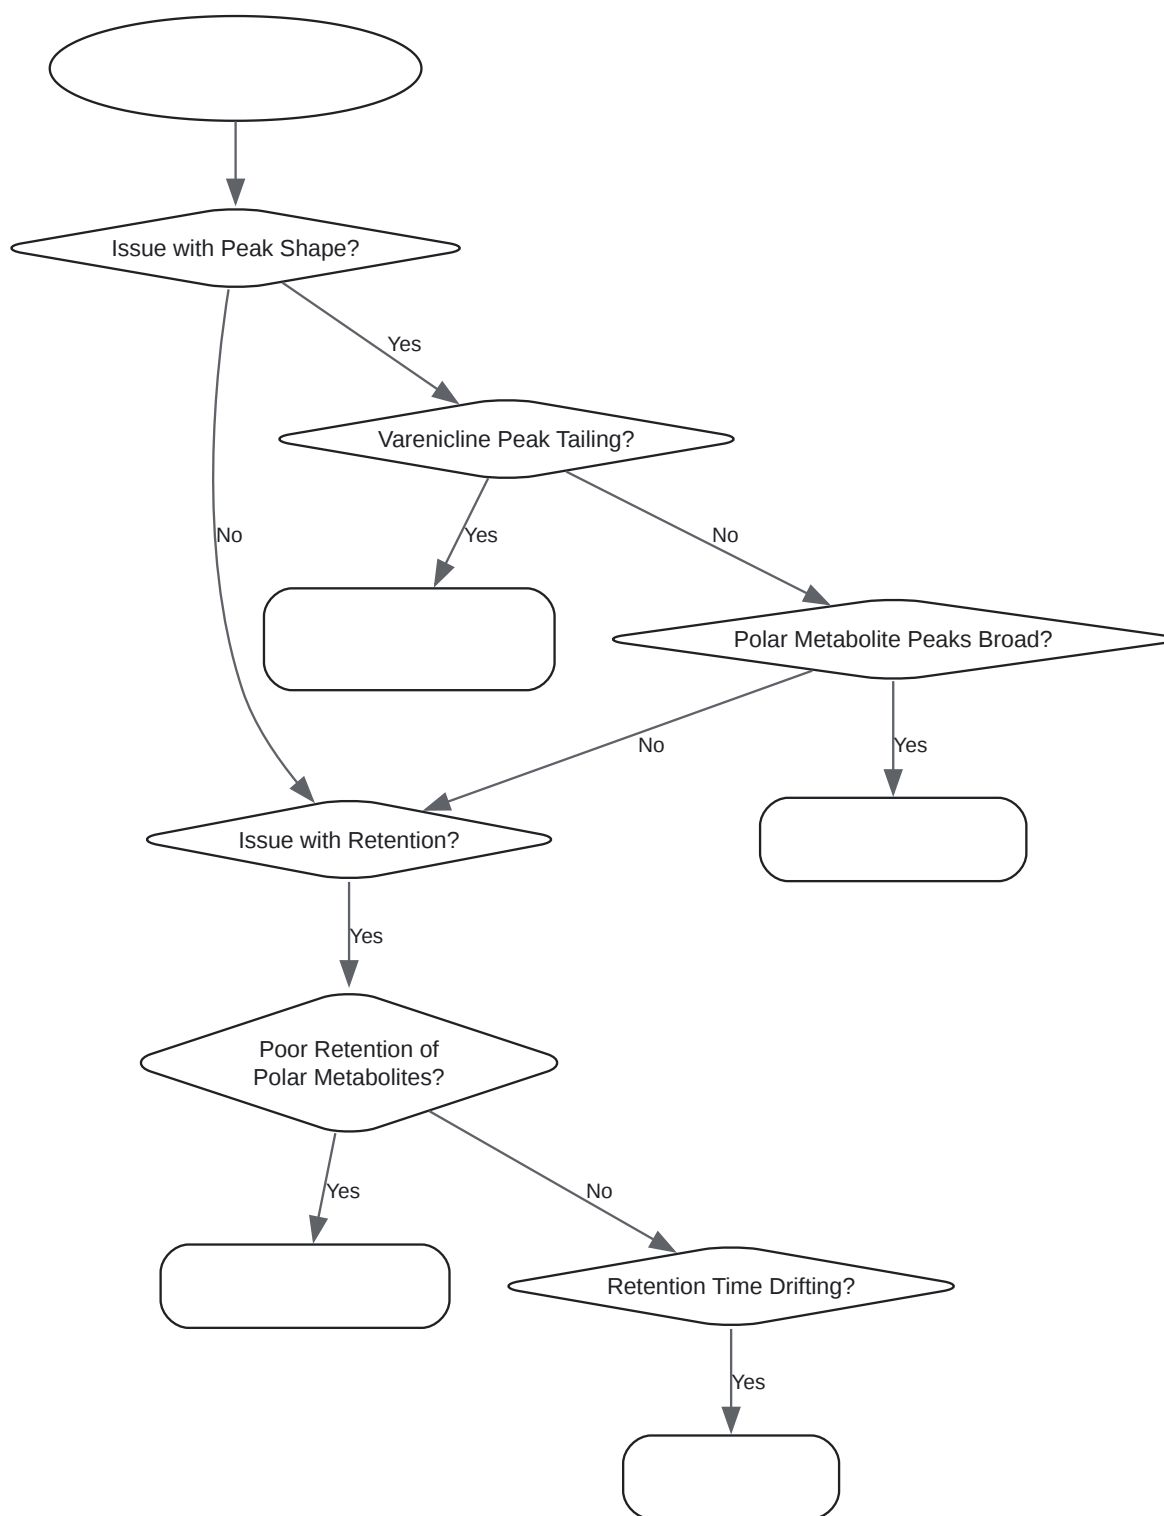 Issue with Peak Shape?
Yes
Varenicline Peak Tailing?
No
Yes
No
Polar Metabolite Peaks Broad?
No
Yes
Issue with Retention?
Yes
Poor Retention of
Polar Metabolites?
Yes
No
Retention Time Drifting?
Yes